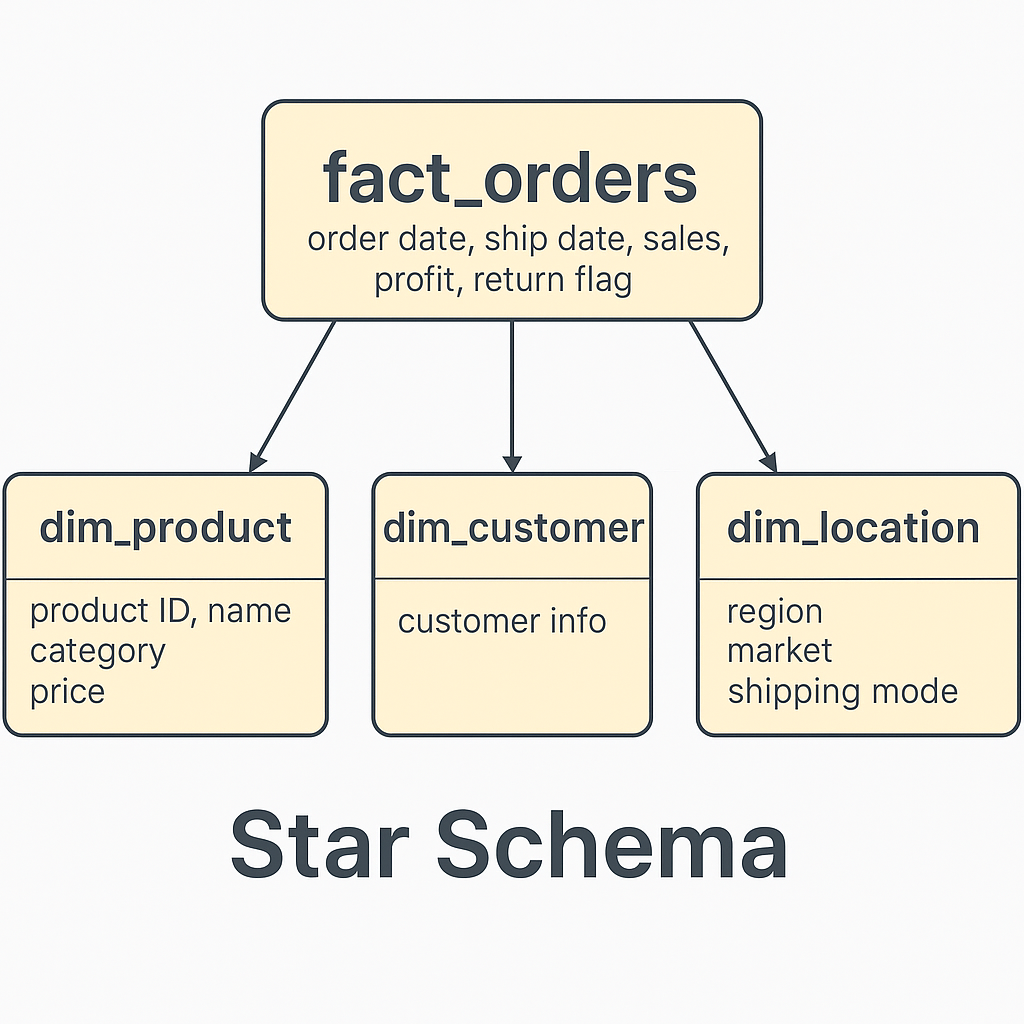 fact_orders
order date, ship date, sales,
profit, return flag
dim_product
product ID, name
category
price
dim_customer
customer info
dim_location
region
market
shipping mode
Star Schema